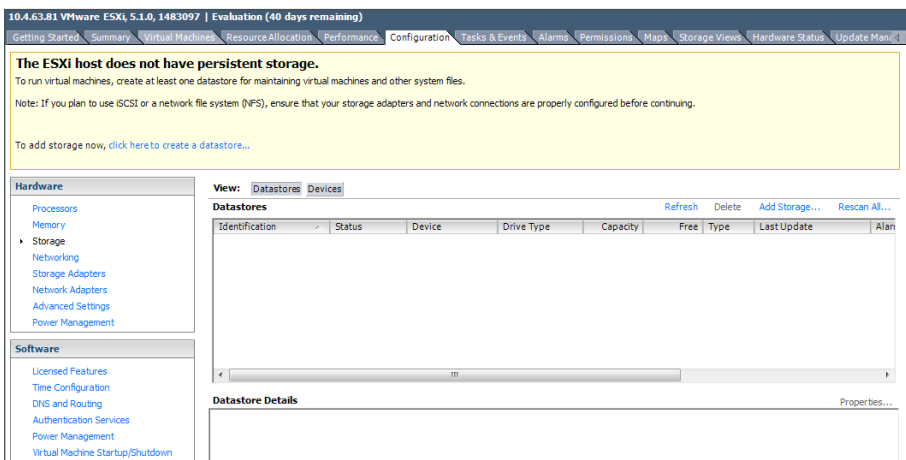 10.4.63.81 VMware ESXi, 5.1.0, 1483097 | Evaluation (40 days remaining)
Getting Started Summary Virtual Machines Resource Allocation Performance Configuration Tasks & Events Alarms Permissions Maps Storage Views Hardware Status Update
The ESXi host does not have persistent storage.
To run virtual machines, create at least one datastore for maintaining virtual machines and other system files.
Note: If you plan to use iSCSI or a network file system (NFS), ensure that your storage adapters and network connections are properly configured before continuing.
To add storage now, click here to create a datastore...
Hardware
Processors
Memory
Storage
Networking
Storage Adapters
Network Adapters
Advanced Settings
Power Management
Software
Licensed Features
Time Configuration
DNS and Routing
Authentication Services
Power Management
Virtual Machine Startup/Shutdown
View: Datastores Devices
Datastores Refresh Delete Add Storage... Rescan All...
Identification Status Device Drive Type Capacity Free Type Last Update
Datastore Details Properties...